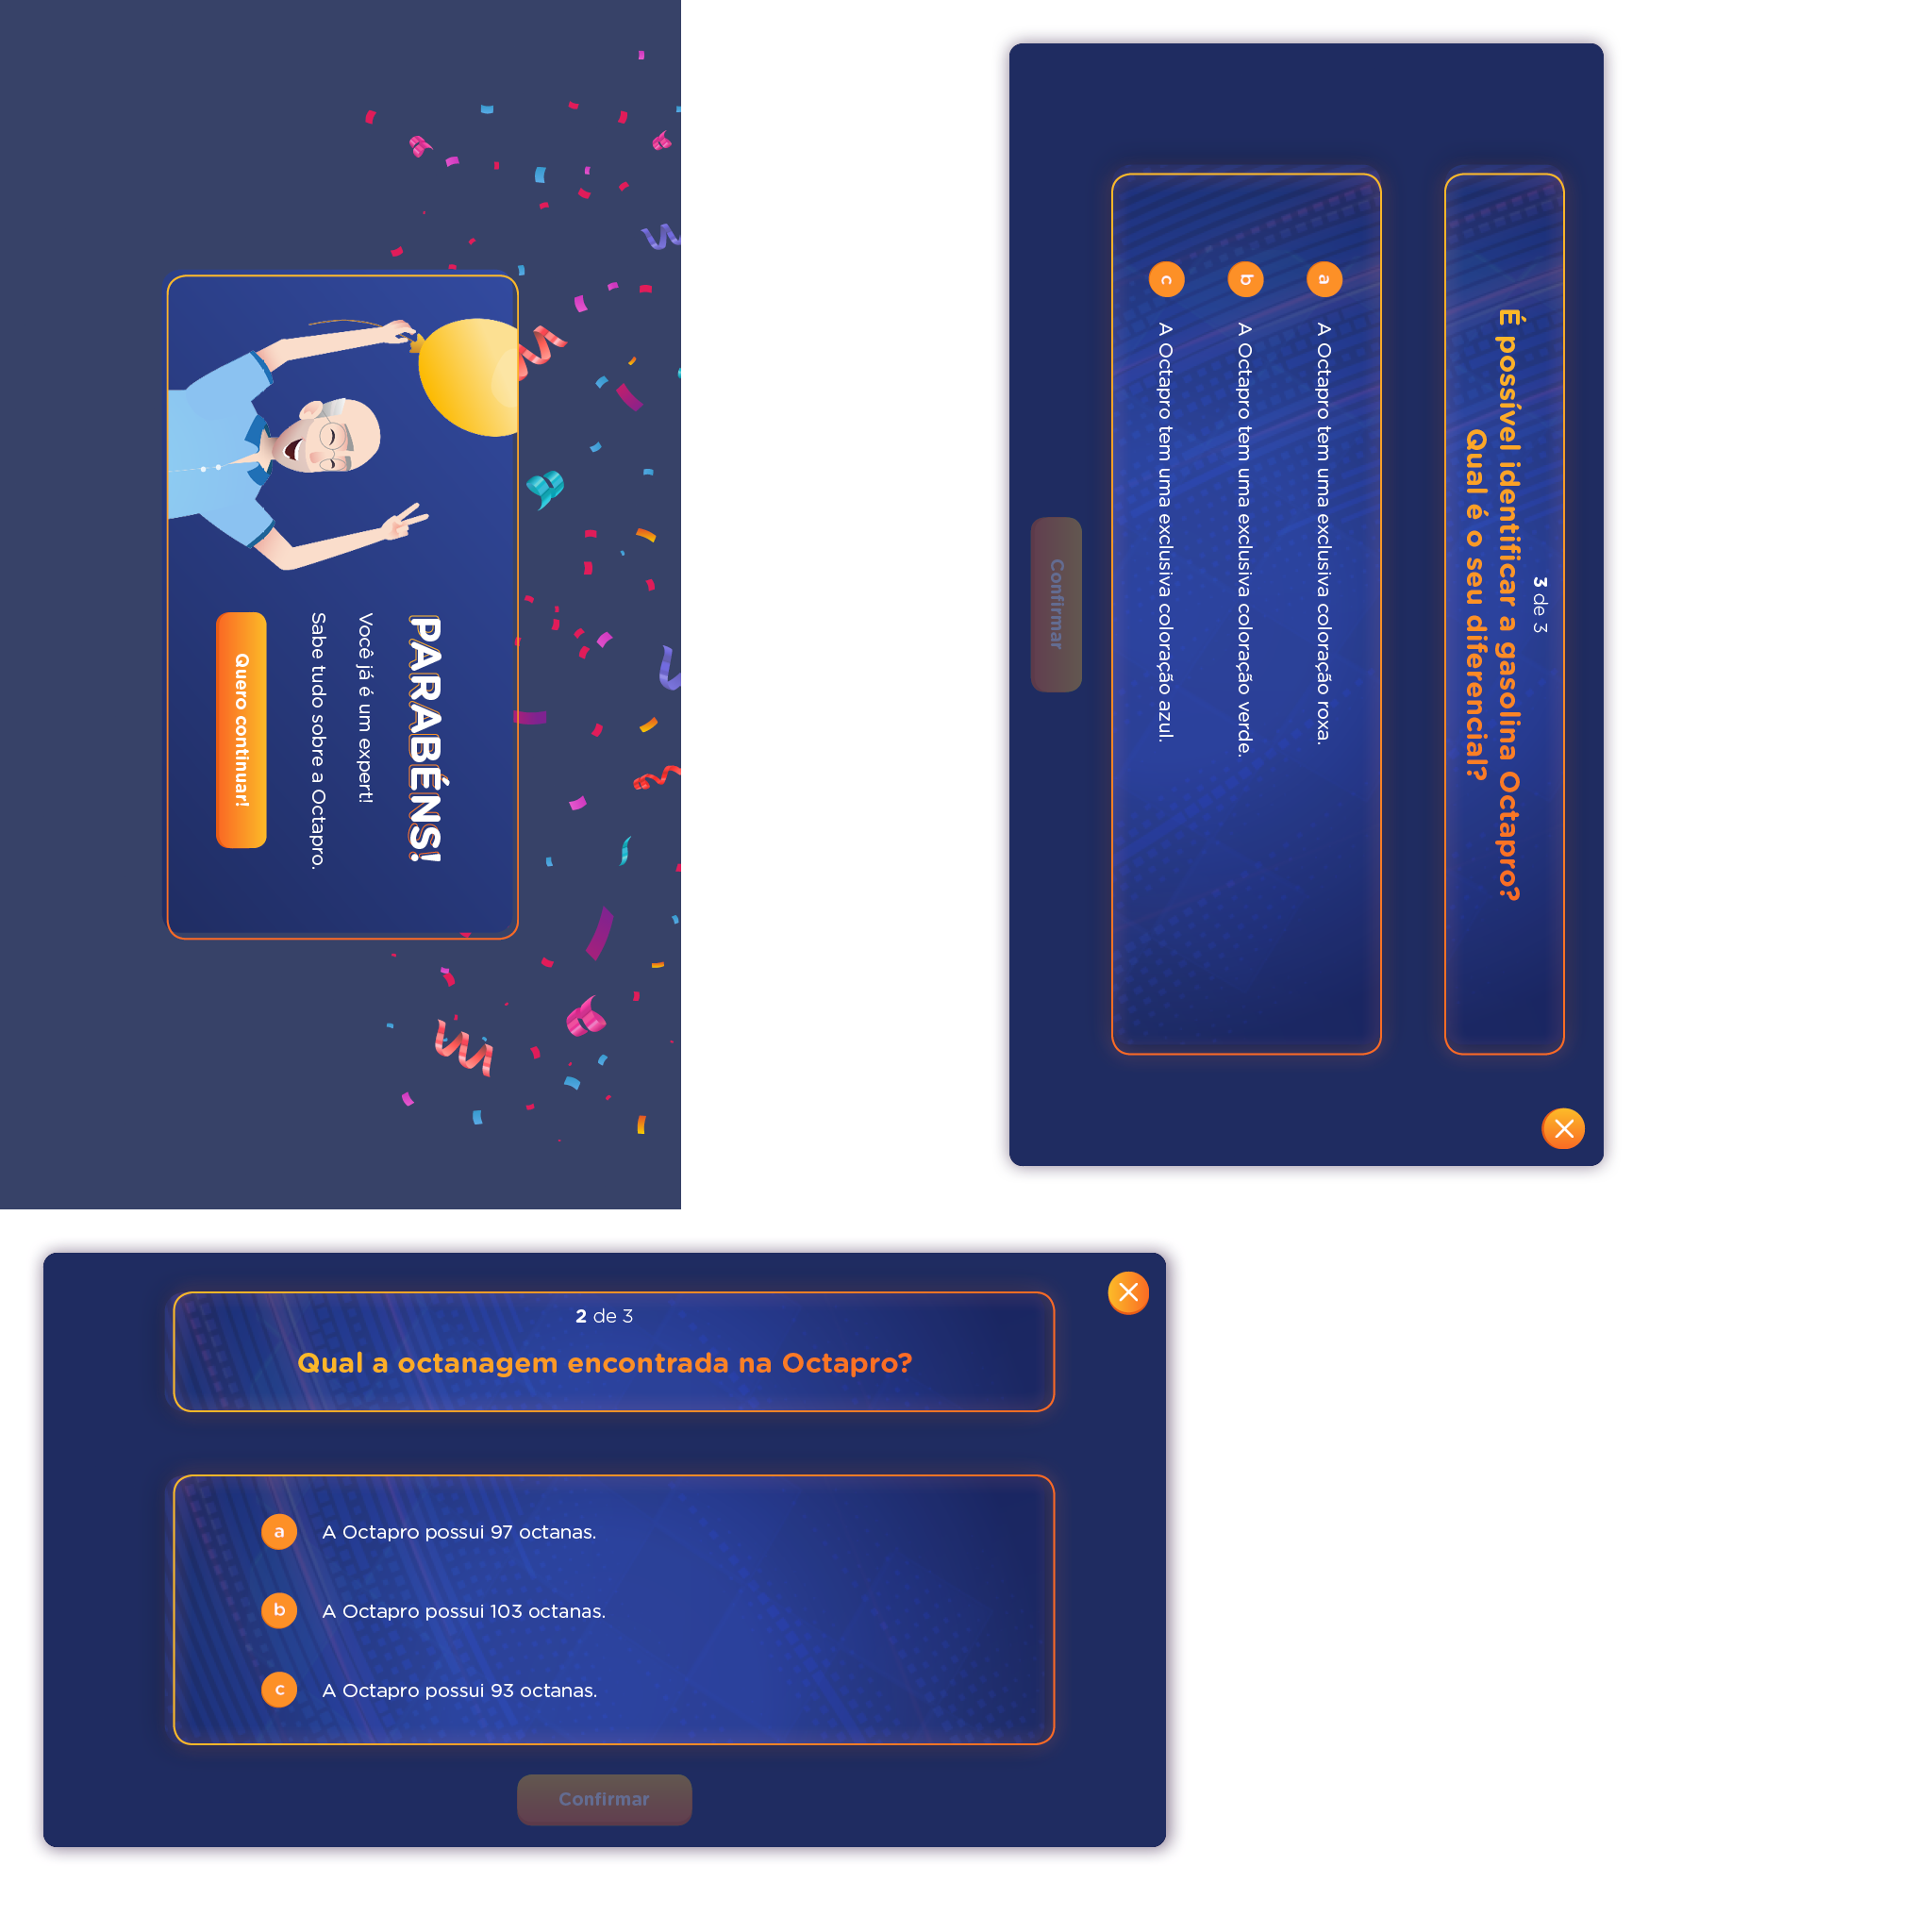 PARABÉNS!
Você já é um expert!
Sabe tudo sobre a Octapro.
Quero continuar!
3 de 3
É possível identificar a gasolina Octapro?
Qual é o seu diferencial?
a A Octapro tem uma exclusiva coloração roxa.
b A Octapro tem uma exclusiva coloração verde.
c A Octapro tem uma exclusiva coloração azul.
Confirmar
2 de 3
Qual a octanagem encontrada na Octapro?
a A Octapro possui 97 octanas.
b A Octapro possui 103 octanas.
c A Octapro possui 93 octanas.
Confirmar